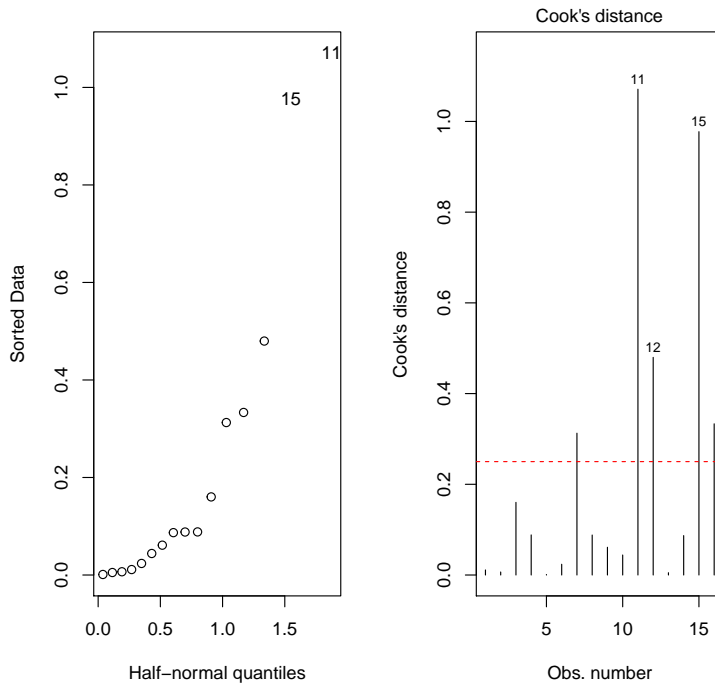 0.0 0.5 1.0 1.5
0.0
0.2
0.4
0.6
0.8
1.0
Half−normal quantiles
Sorted Data
15
11
Cook's distance
5 10 15
0.0
0.2
0.4
0.6
0.8
1.0
Obs. number
Cook's distance
11
15
12